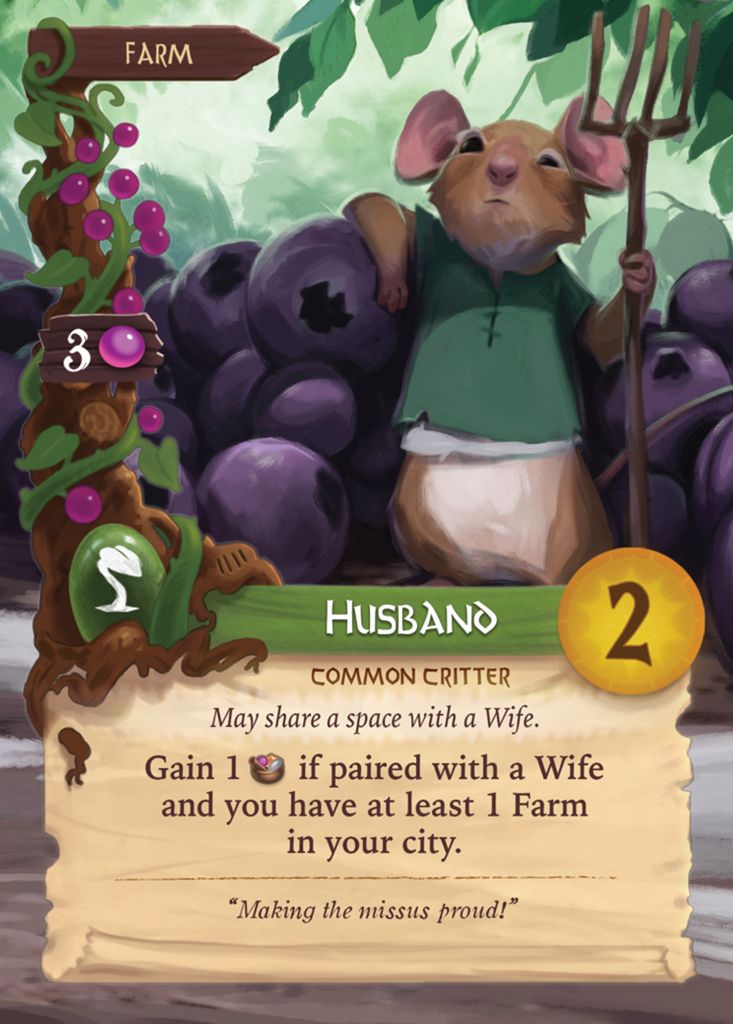 FARM
3
HUSBAND
2
COMMON CRITTER
May share a space with a Wife.
Gain 1 if paired with a Wife
and you have at least 1 Farm
in your city.
“Making the missus proud!”